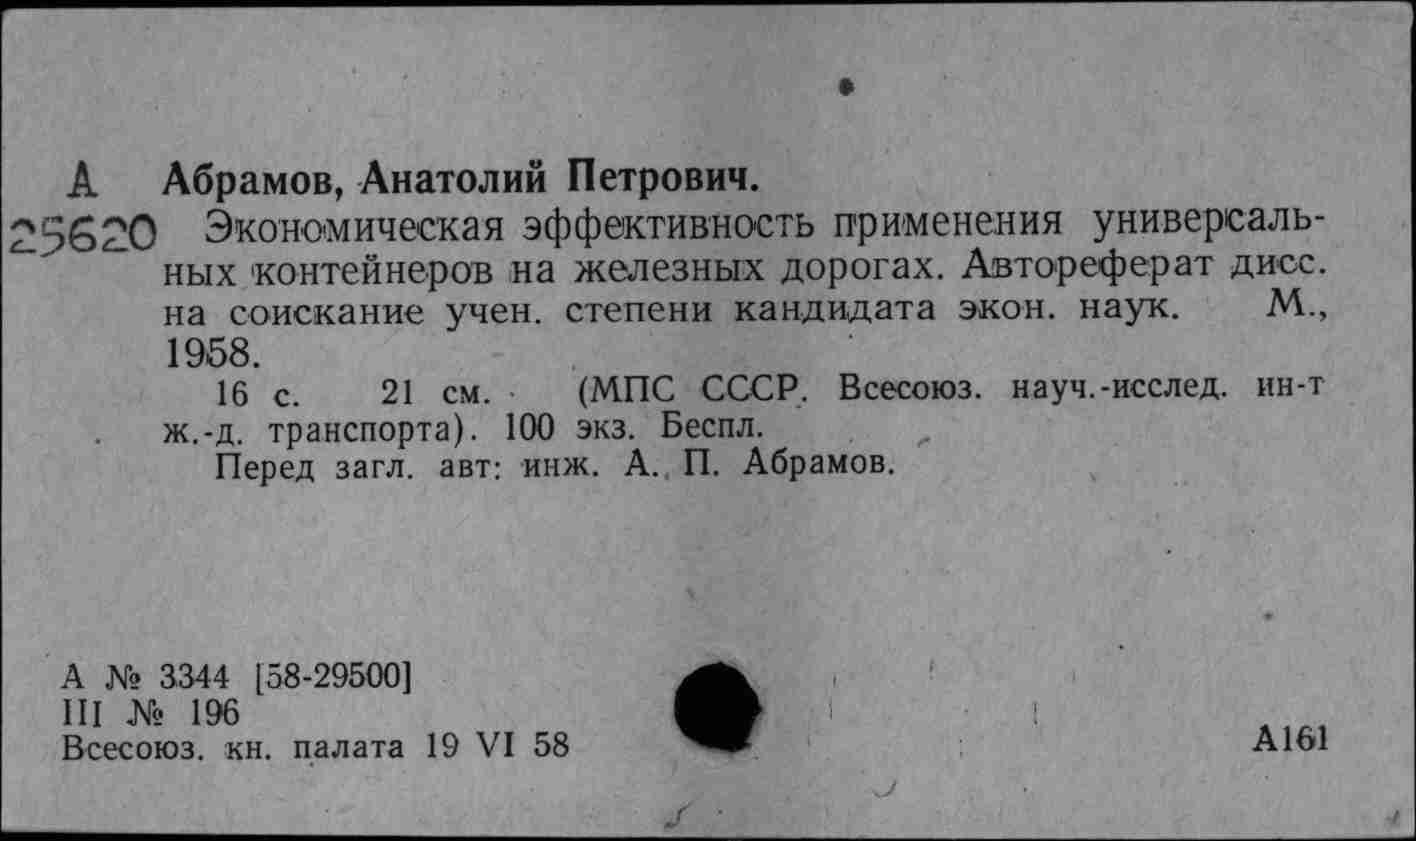 А Абрамов, Анатолий Петрович.
25620 Экономическая эффективность применения универсаль-
ных контейнеров на железных дорогах. Автореферат дисс.
на соискание учен. степени кандидата экон. наук. М.,
1958.
16 с. 21 см. (МПС СССР. Всесоюз. науч.-исслед. ин-т
ж.-д. транспорта). 100 экз. Беспл.
Перед загл. авт: инж. А. П. Абрамов.
А № 3344 [58-29500]
III № 196
Всесоюз. кн. палата 19 VI 58
А161